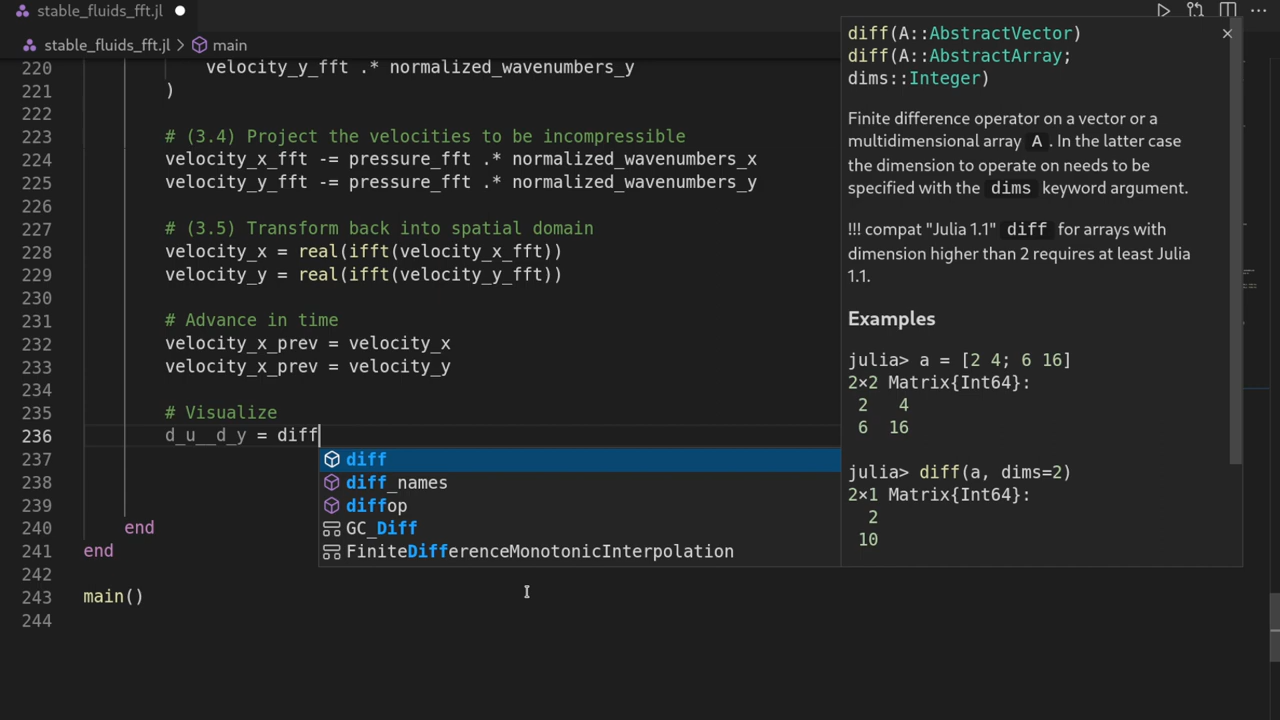 stable_fluids_fft.jl
stable_fluids_fft.jl > main
220 velocity_y_fft .* normalized_wavenumbers_y
221 )
222
223 # (3.4) Project the velocities to be incompressible
224 velocity_x_fft -= pressure_fft .* normalized_wavenumbers_x
225 velocity_y_fft -= pressure_fft .* normalized_wavenumbers_y
226
227 # (3.5) Transform back into spatial domain
228 velocity_x = real(ifft(velocity_x_fft))
229 velocity_y = real(ifft(velocity_y_fft))
230
231 # Advance in time
232 velocity_x_prev = velocity_x
233 velocity_x_prev = velocity_y
234
235 # Visualize
236 d_u__d_y = diff
237
238
239
240 end
241 end
242
243 main()
244
diff
diff_names
diffop
GC_Diff
FiniteDifferenceMonotonicInterpolation
diff(A::AbstractVector)
diff(A::AbstractArray;
dims::Integer)
Finite difference operator on a vector or a
multidimensional array A . In the latter case
the dimension to operate on needs to be
specified with the dims keyword argument.
!!! compat "Julia 1.1" diff for arrays with
dimension higher than 2 requires at least Julia
1.1.
Examples
julia> a = [2 4; 6 16]
2×2 Matrix{Int64}:
2 4
6 16
julia> diff(a, dims=2)
2×1 Matrix{Int64}:
2
10